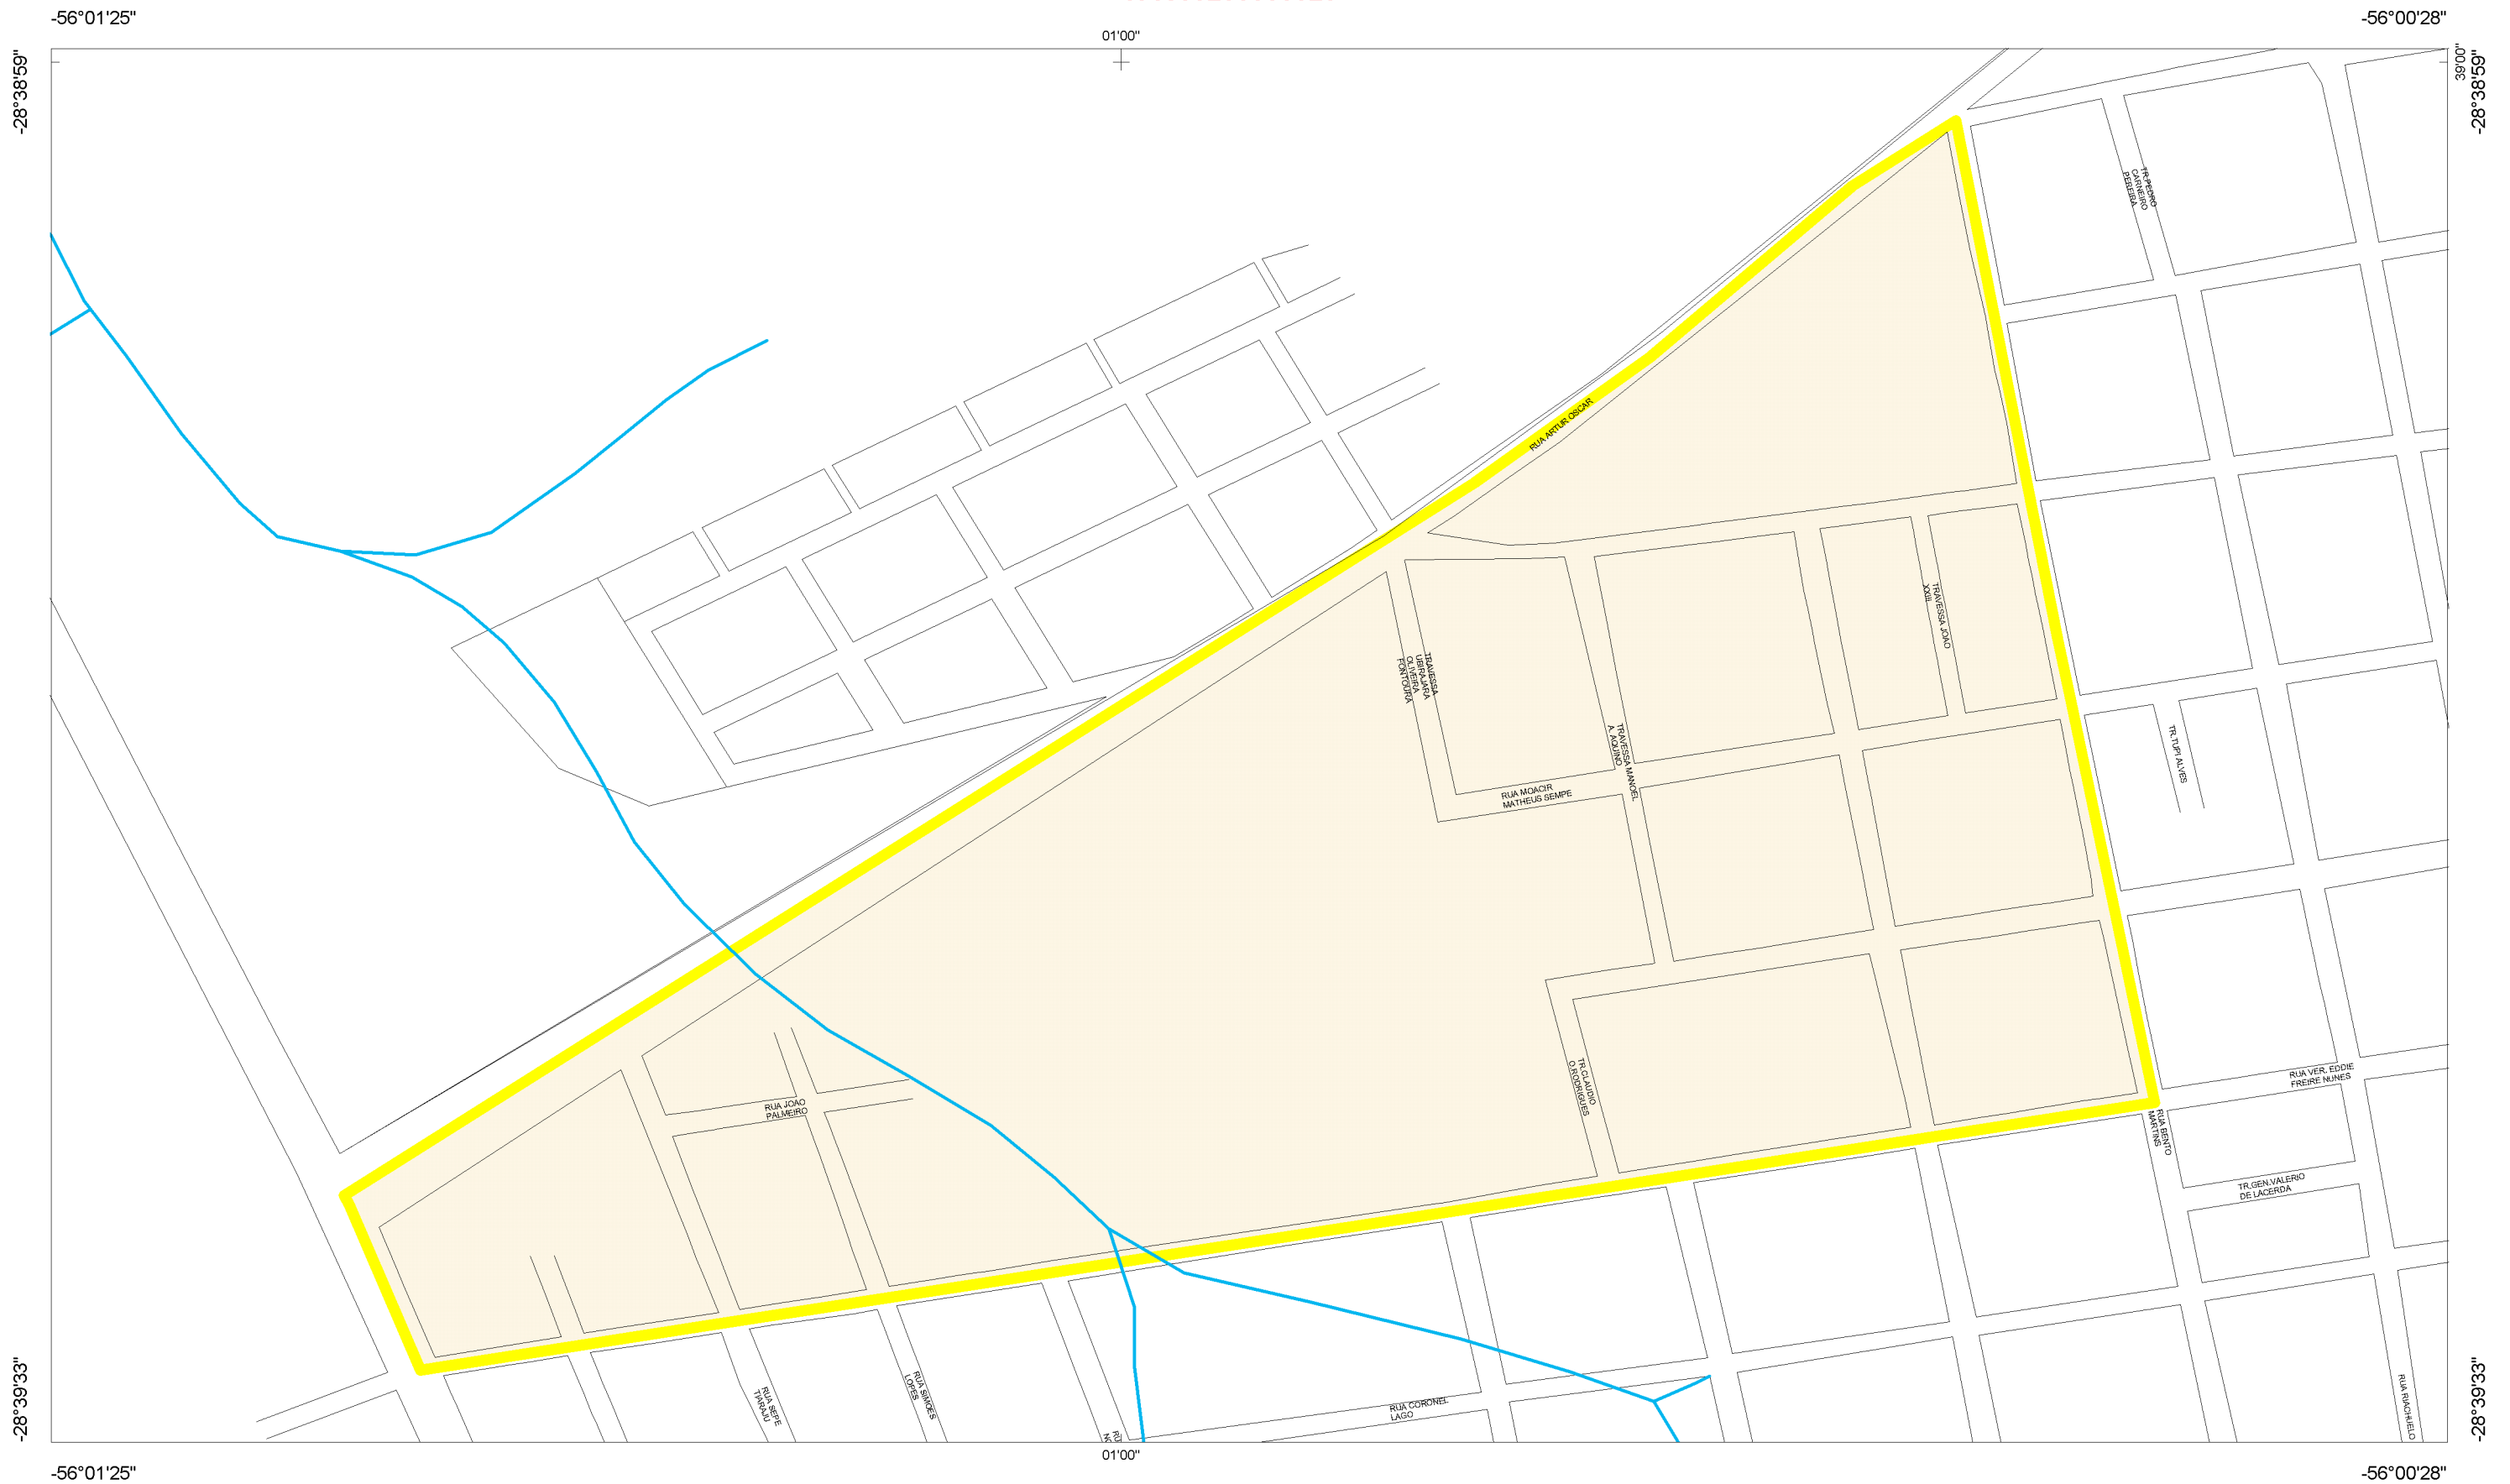 -56°01'25"
-56°00'28"
01'00"
-28°38'59"
39'00"
-28°38'59"
TR.PEDRO
CARNEIRO
PEREIRA
RUA ARTUR OSCAR
TRAVESSA JOAO
XXIII
TRAVESSA
UBIRAJARA
OLIVEIRA
FONTOURA
TRAVESSA MANOEL
A. AQUINO
TR.TUPI ALVES
RUA MOACIR
MATHEUS SEMPE
TR.CLAUDIO
O.RODRIGUES
RUA VER. EDDIE
FREIRE NUNES
RUA JOAO
PALMEIRO
RUA BENTO
MARTINS
TR.GEN.VALERIO
DE LACERDA
RUA SEPE
TIARAJU
RUA SIMOES
LOPES
RUA CORONEL
LAGO
RUA RIACHUELO
-28°39'33"
-28°39'33"
01'00"
-56°01'25"
-56°00'28"